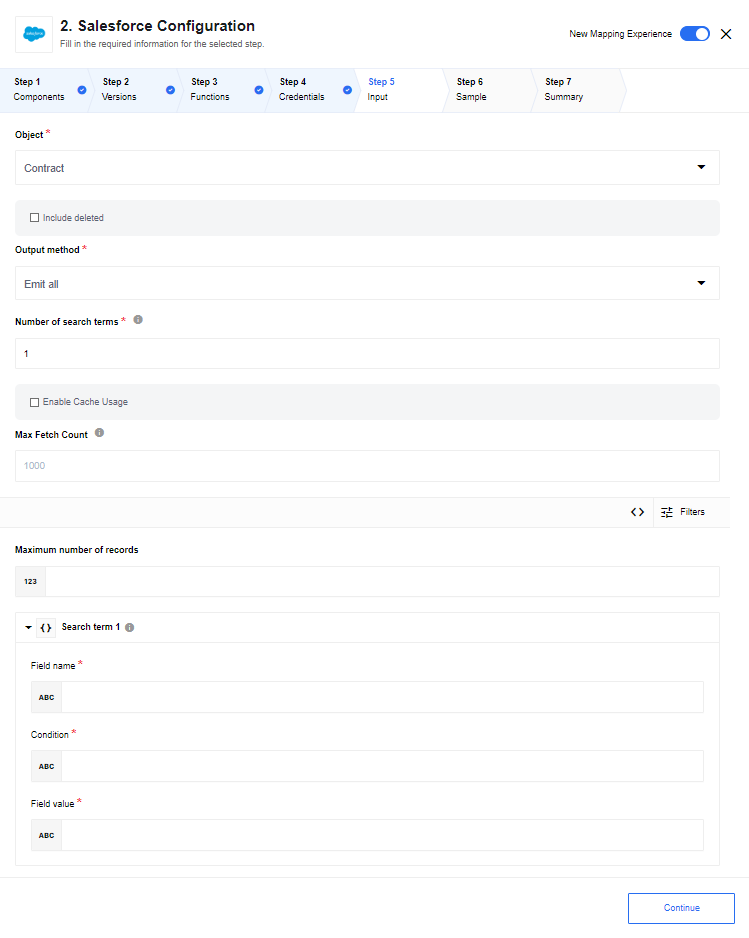 2. Salesforce Configuration
Fill in the required information for the selected step.
New Mapping Experience
Step 1
Components
Step 2
Versions
Step 3
Functions
Step 4
Credentials
Step 5
Input
Step 6
Sample
Step 7
Summary
Object *
Contract
Include deleted
Output method *
Emit all
Number of search terms *
1
Enable Cache Usage
Max Fetch Count
1000
Filters
Maximum number of records
123
Search term 1
Field name *
ABC
Condition *
ABC
Field value *
ABC
Continue